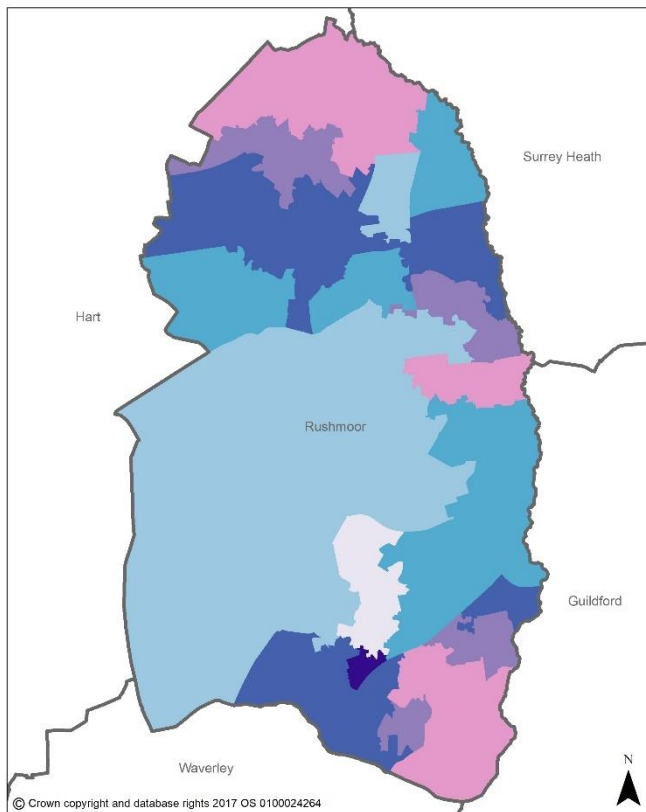 Surrey Heath
Hart
Rushmoor
Guildford
Waverley
N
© Crown copyright and database rights 2017 OS 0100024264